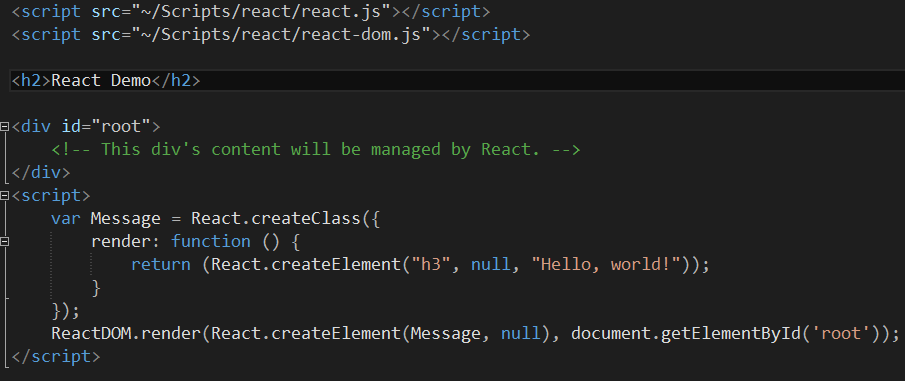 <script src="~/Scripts/react/react.js"></script>
<script src="~/Scripts/react/react-dom.js"></script>
<h2>React Demo</h2>
<div id="root">
    <!-- This div's content will be managed by React. -->
</div>
<script>
    var Message = React.createClass({
        render: function () {
            return (React.createElement("h3", null, "Hello, world!"));
        }
    });
    ReactDOM.render(React.createElement(Message, null), document.getElementById('root'));
</script>